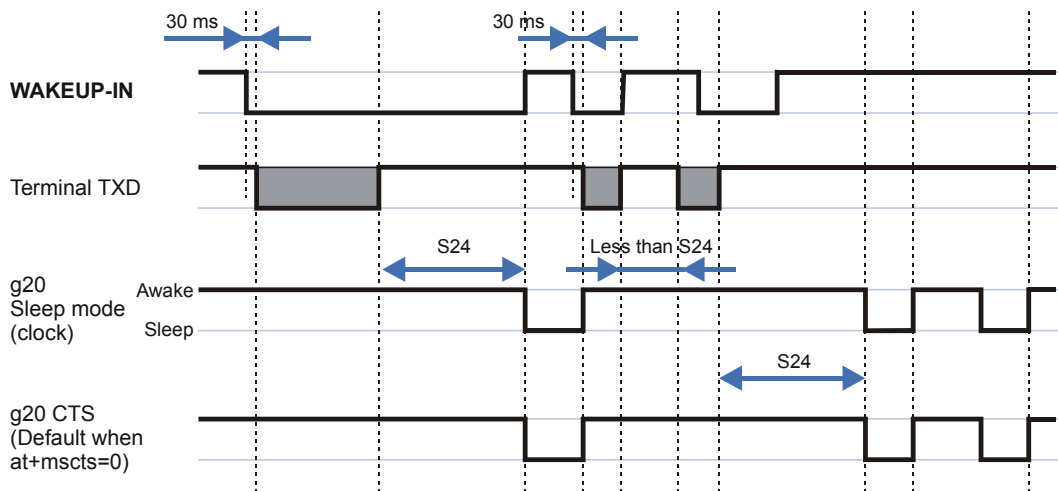 30 ms
30 ms
WAKEUP-IN
Terminal TXD
S24
Less than S24
g20
Sleep mode
(clock)
Awake
Sleep
S24
g20 CTS
(Default when
at+mscts=0)